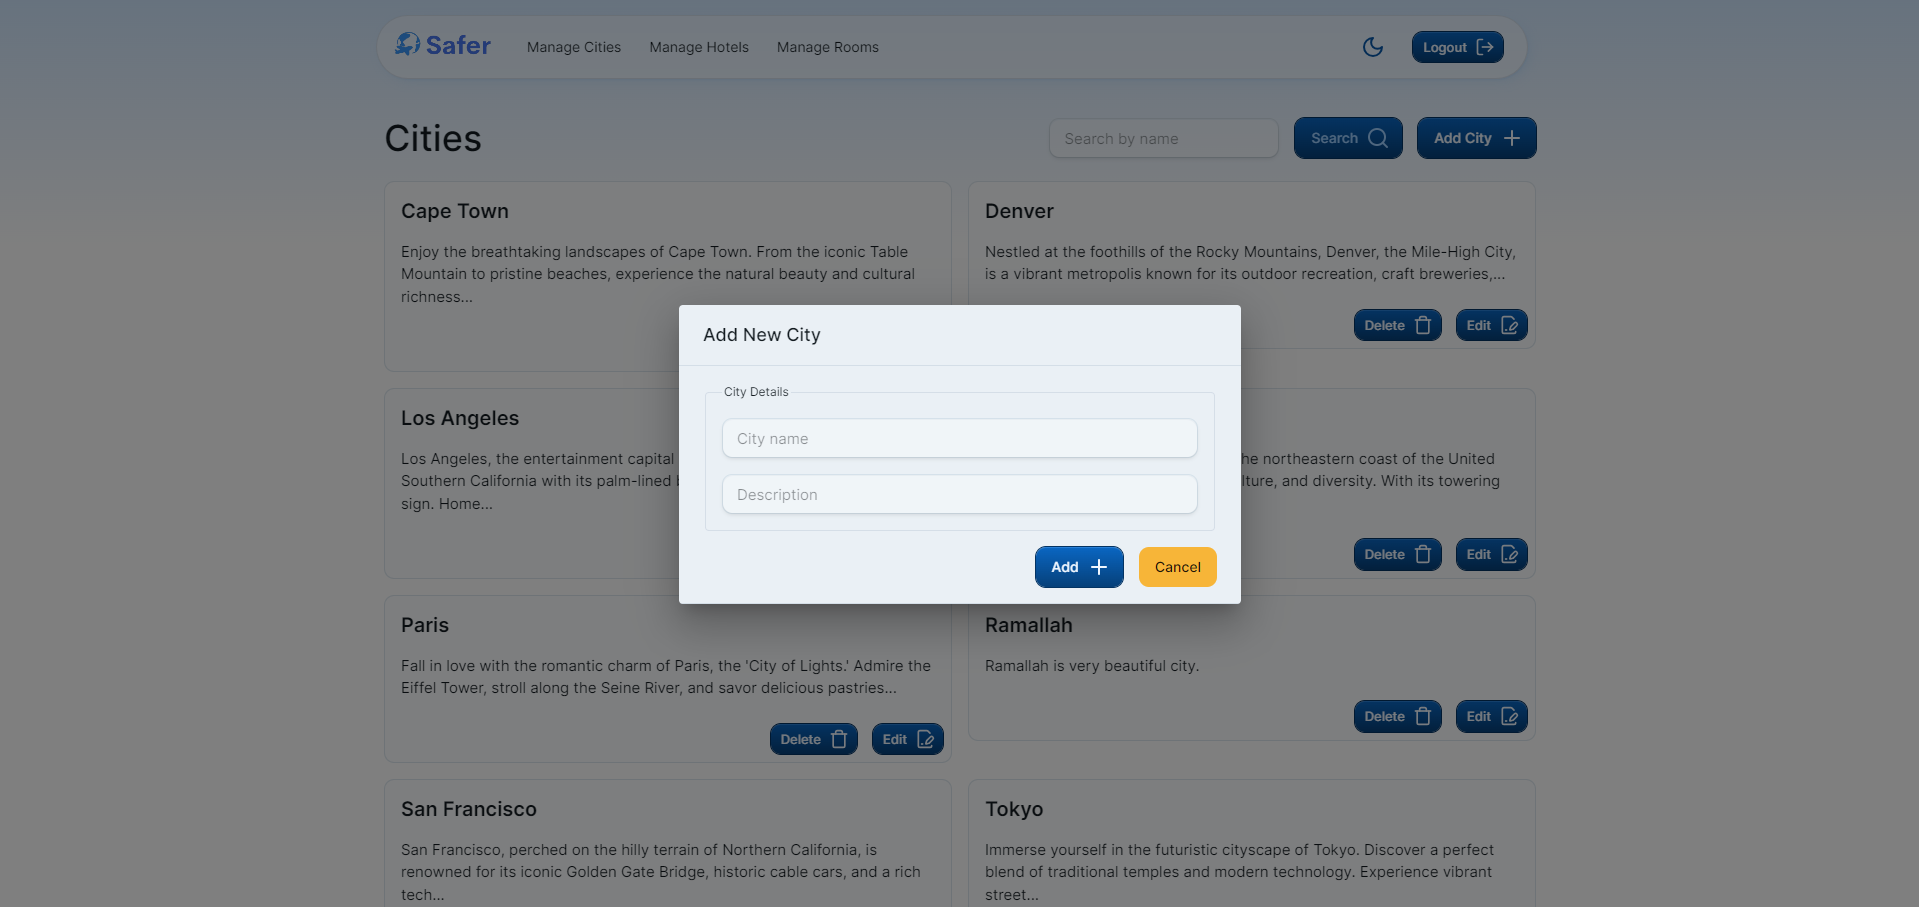 Safer
Manage Cities
Manage Hotels
Manage Rooms
Logout
Cities
Search by name
Search
Add City
Cape Town
Enjoy the breathtaking landscapes of Cape Town. From the iconic Table
Mountain to pristine beaches, experience the natural beauty and cultural
richness...
Denver
Nestled at the foothills of the Rocky Mountains, Denver, the Mile-High City,
is a vibrant metropolis known for its outdoor recreation, craft breweries,...
Delete
Edit
Add New City
City Details
City name
Description
Add
Cancel
Los Angeles
Los Angeles, the entertainment capital
Southern California with its palm-lined
sign. Home...
he northeastern coast of the United
lture, and diversity. With its towering
Delete
Edit
Paris
Fall in love with the romantic charm of Paris, the 'City of Lights.' Admire the
Eiffel Tower, stroll along the Seine River, and savor delicious pastries...
Delete
Edit
Ramallah
Ramallah is very beautiful city.
Delete
Edit
San Francisco
San Francisco, perched on the hilly terrain of Northern California, is
renowned for its iconic Golden Gate Bridge, historic cable cars, and a rich
tech...
Tokyo
Immerse yourself in the futuristic cityscape of Tokyo. Discover a perfect
blend of traditional temples and modern technology. Experience vibrant
street...